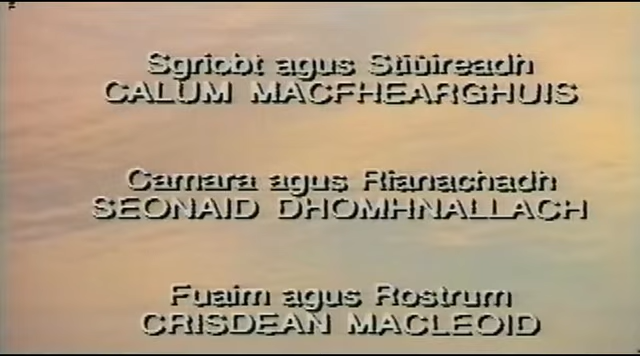 Sgriobt agus Stiùireadh
CALUM MACFHEARGHUIS
Camara agus Rianachadh
SEONAID DHOMHNALLACH
Fuaim agus Rostrum
CRISDEAN MACLEOID